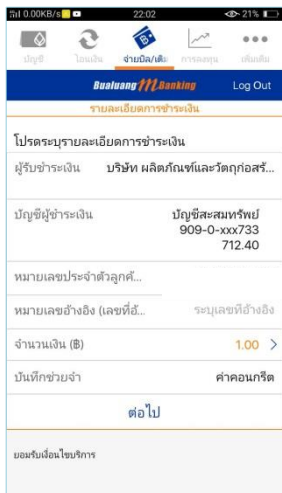 0.00KB/s 22:02 21%
บัญชี โอนเงิน จ่ายบิล/เติม การลงทุน เพิ่มเติม
Bualuang mBanking Log Out
รายละเอียดการชำระเงิน
โปรดระบุรายละเอียดการชำระเงิน
ผู้รับชำระเงิน บริษัท ผลิตภัณฑ์และวัตถุก่อสร้...
บัญชีผู้ชำระเงิน บัญชีสะสมทรัพย์
909-0-xxx733
712.40
หมายเลขประจำตัวลูกค้...
หมายเลขอ้างอิง (เลขที่อ้... ระบุเลขที่อ้างอิง
จำนวนเงิน (฿) 1.00 >
บันทึกช่วยจำ ค่าคอนกรีต
ต่อไป
ยอมรับเงื่อนไขบริการ